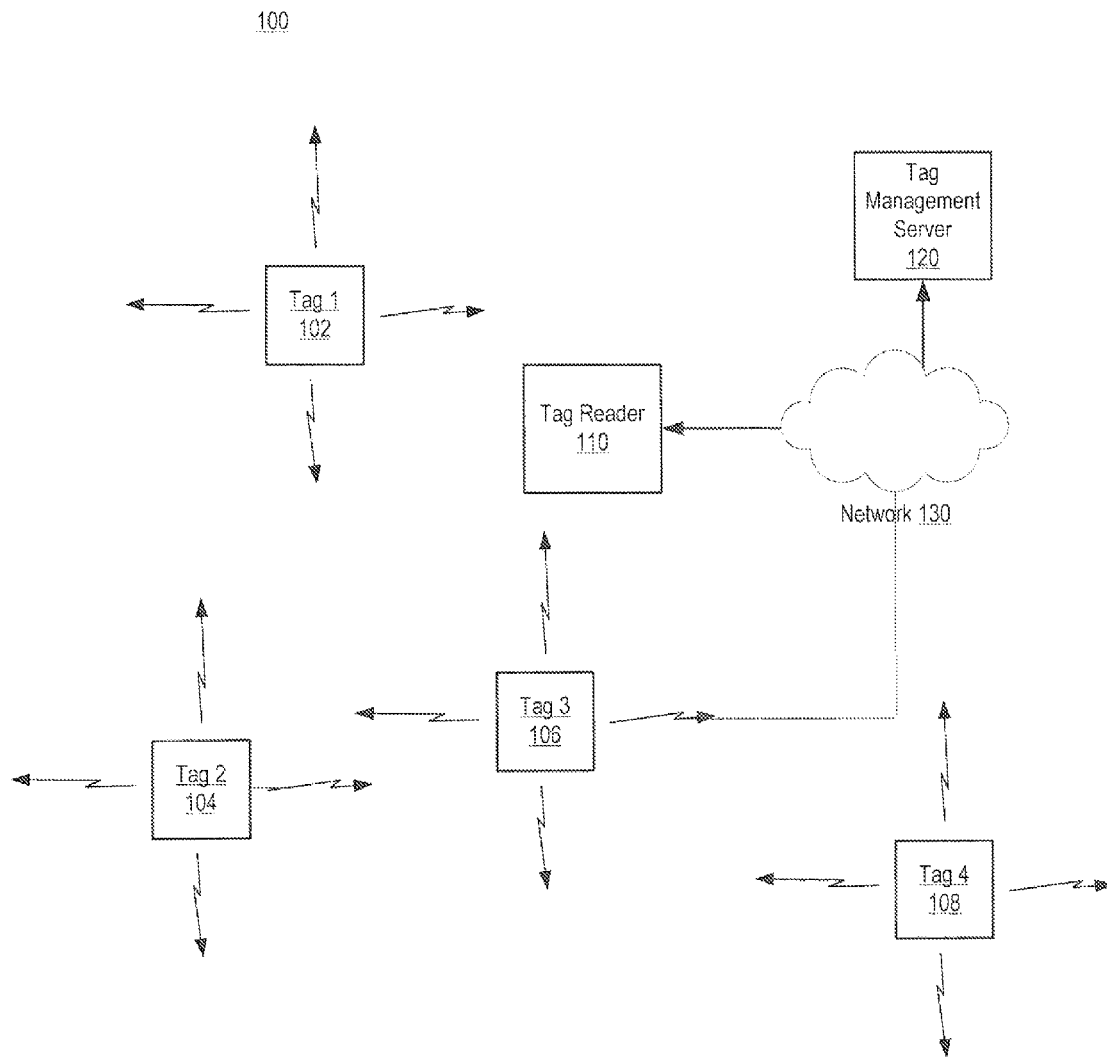 100
Tag
Management
Server
120
Tag 1
102
Tag Reader
110
Network 130
Tag 3
106
Tag 2
104
Tag 4
108